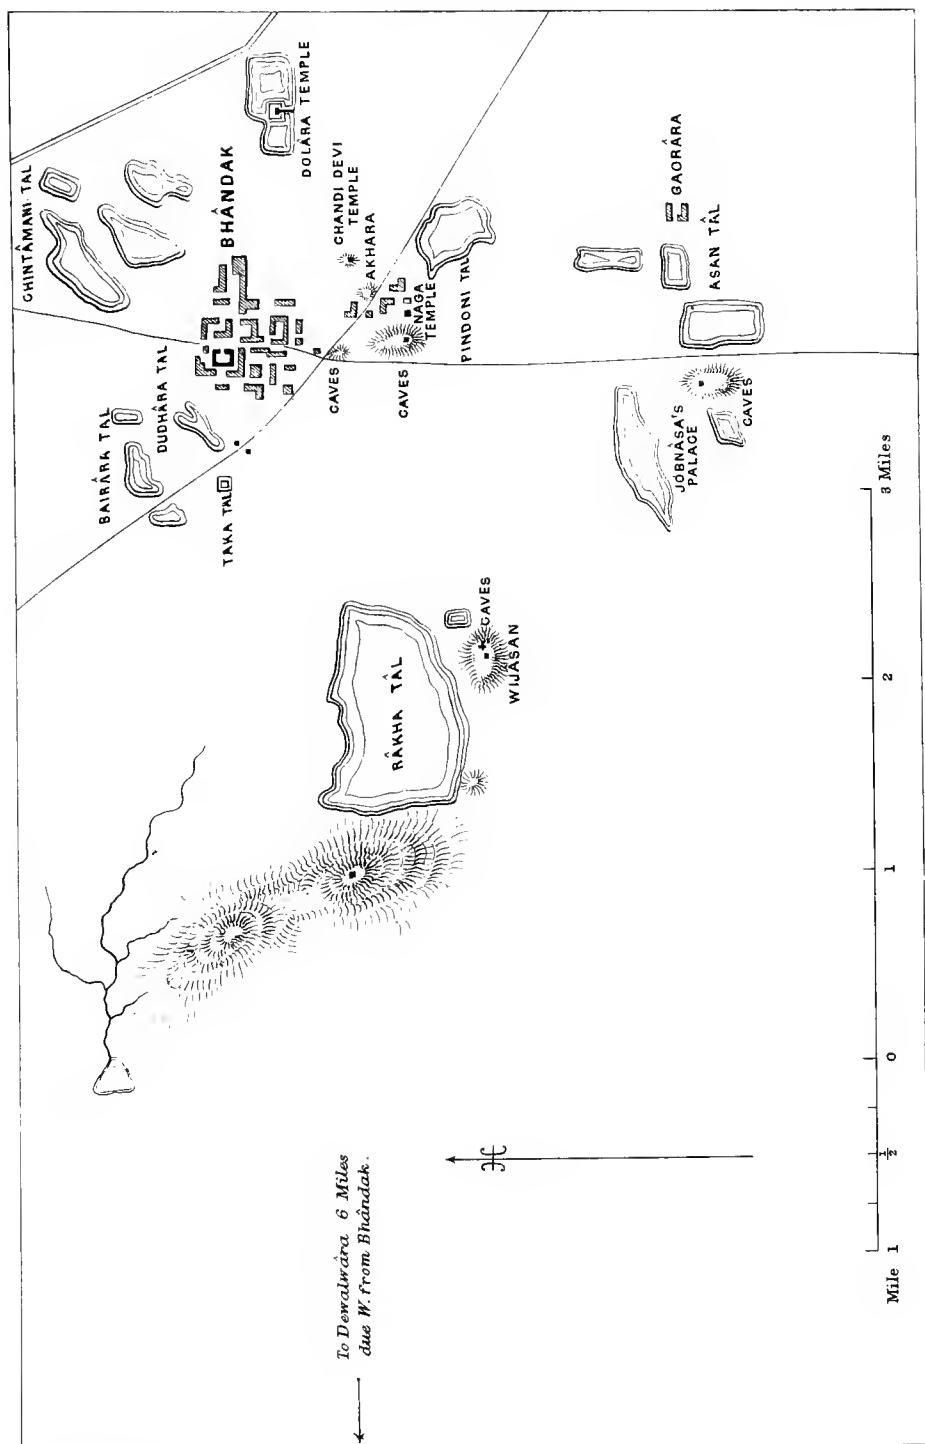 CHINTÂMANI TAL
DOLÂRA TEMPLE
BHÂNDAK
BAIRÂRA TAL
DUDHÂRA TAL
TAKA TAL
CHANDI DEVI
TEMPLE
AKHARA
CAVES
CAVES
NAGA
TEMPLE
PINDONI TAL
GAORÂRA
ASAN TÂL
JOBNÂSA'S
PALACE
CAVES
RÂKHA TÂL
CAVES
WIJÂSAN
To Dewalwâra 6 Miles
due W. from Bhândak.
Mile 1 ½ 0 1 2 3 Miles